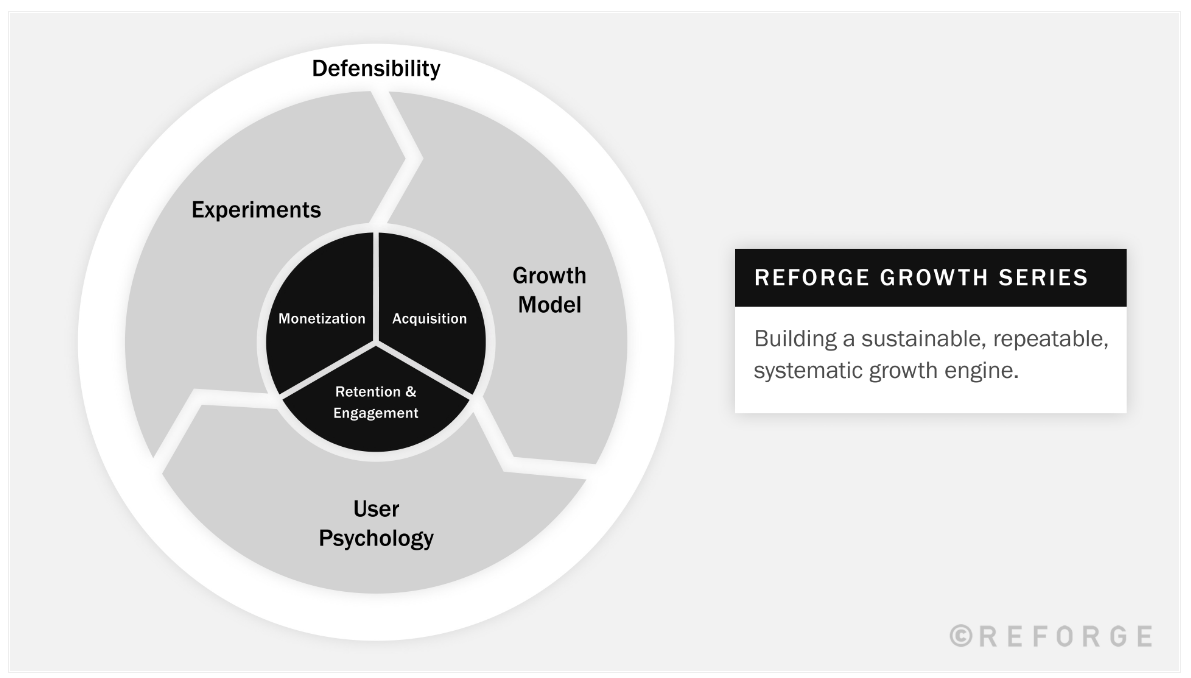 Defensibility
Experiments
Growth
Model
Monetization
Acquisition
Retention &
Engagement
User
Psychology
REFORGE GROWTH SERIES
Building a sustainable, repeatable,
systematic growth engine.
©REFORGE